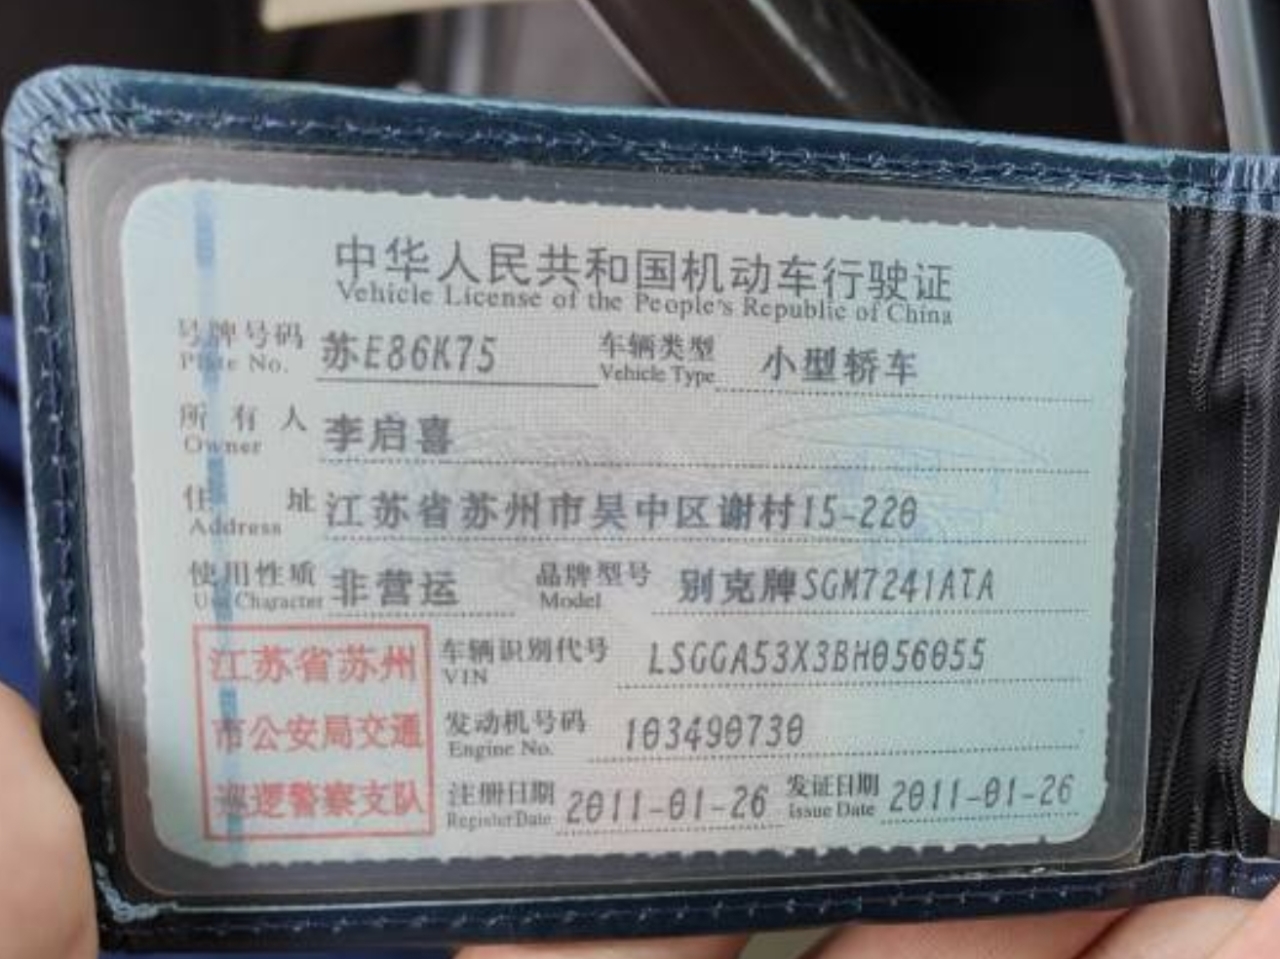 中华人民共和国机动车行驶证
Vehicle License of the People's Republic of China
号牌号码 苏E86K75 车辆类型 小型轿车
Plate No. Vehicle Type
所有人 李启喜
Owner
住址 江苏省苏州市吴中区谢村15-220
Address
使用性质 非营运 品牌型号 别克牌SGM7241ATA
Use Character Model
江苏省苏州 车辆识别代号 LSGGA53X3BH056055
VIN
市公安局交通 发动机号码 103490730
Engine No.
巡逻警察支队 注册日期 2011-01-26 发证日期 2011-01-26
Register Date Issue Date